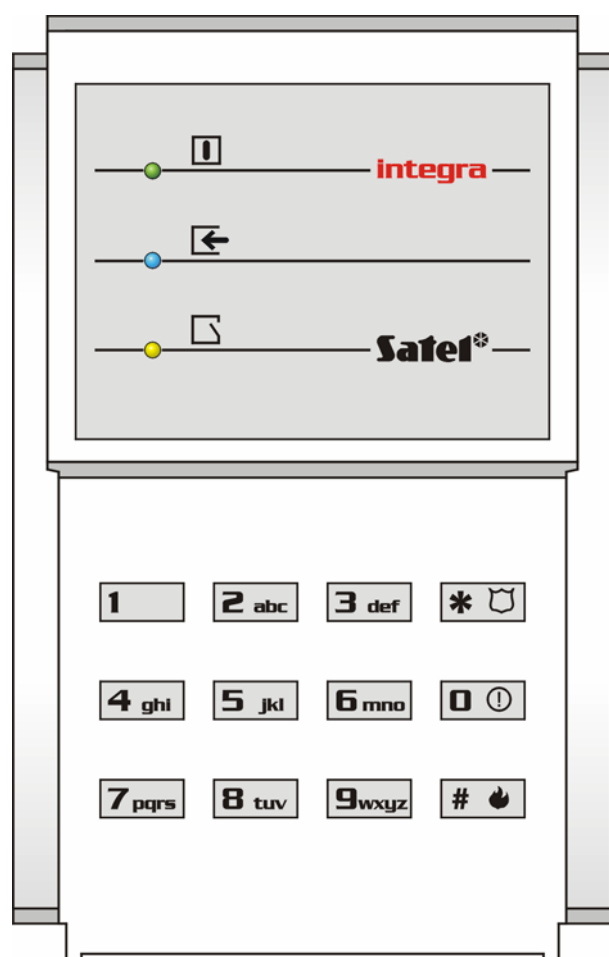 integra
Satel
1 2 abc 3 def *
4 ghi 5 jkl 6 mno 0
7 pqrs 8 tuv 9 wxyz #